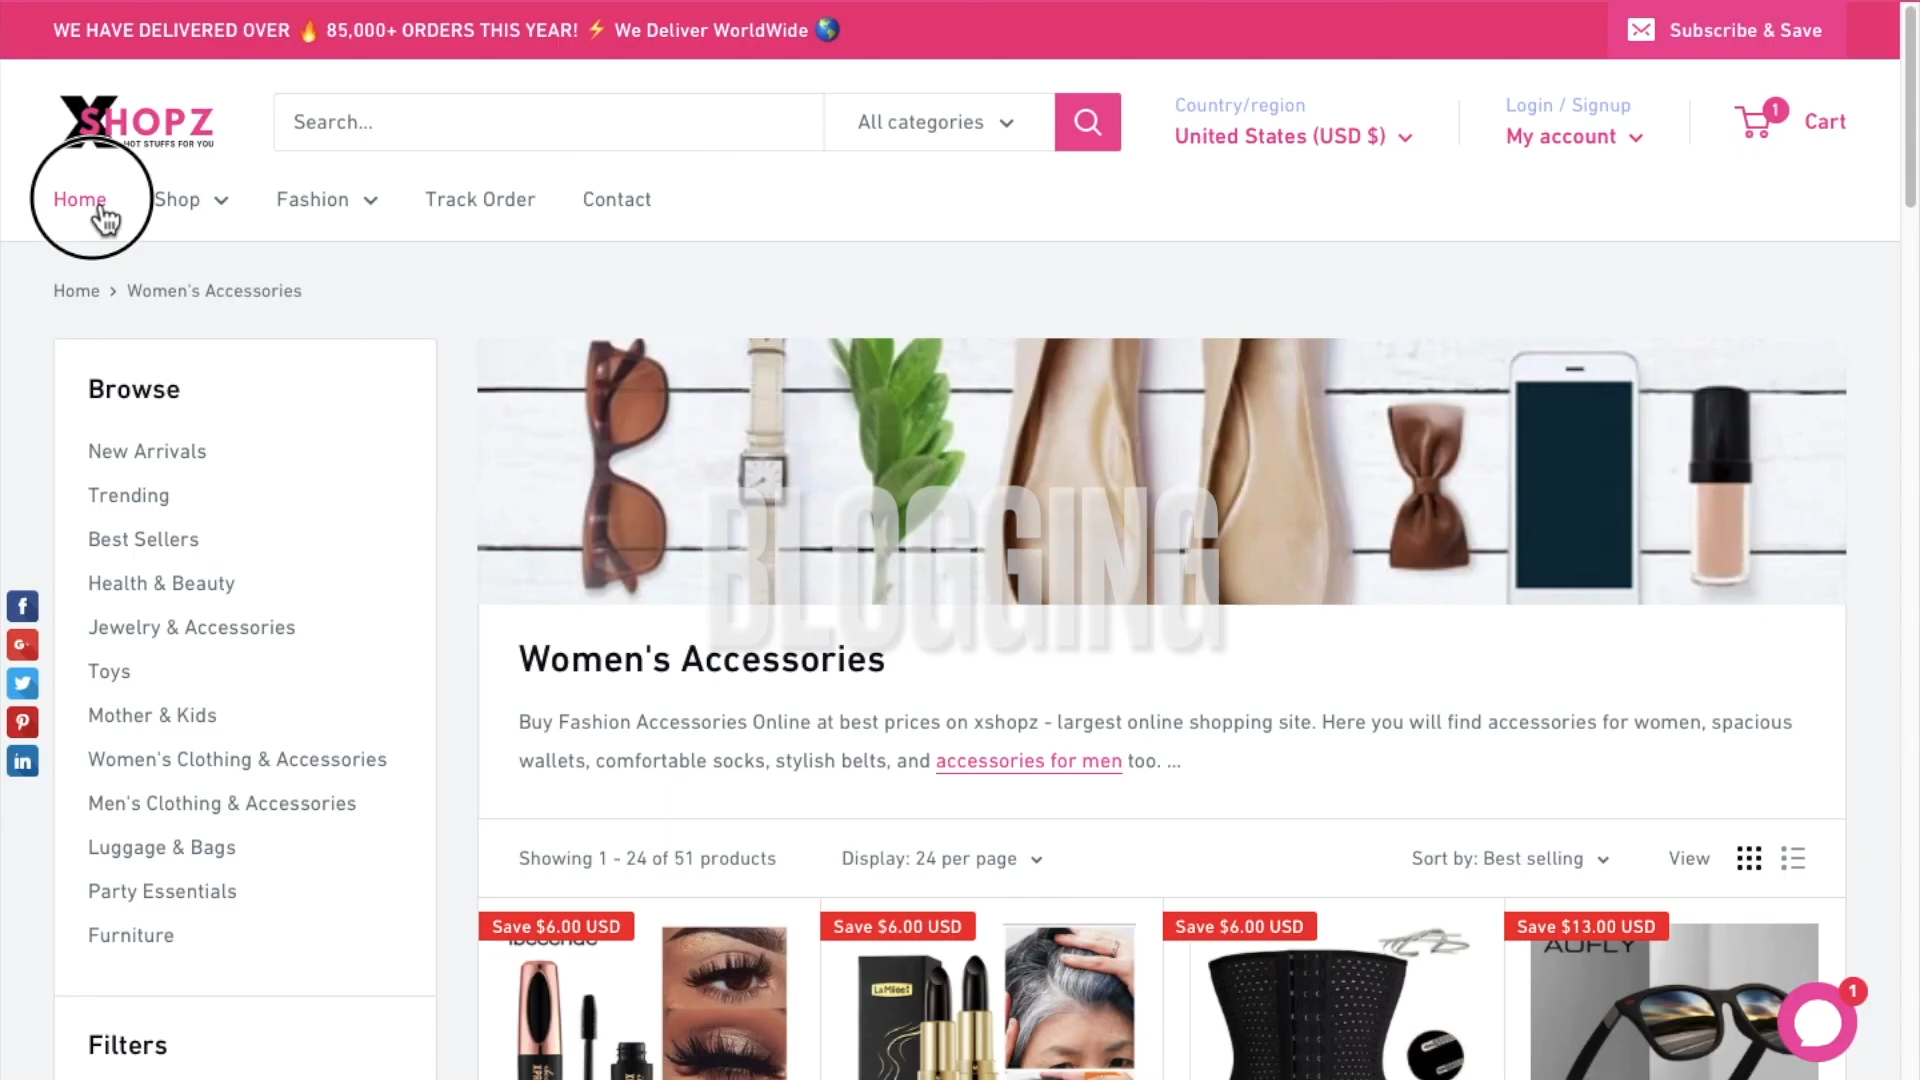 WE HAVE DELIVERED OVER 🔥 85,000+ ORDERS THIS YEAR! ⚡ We Deliver WorldWide 🌎
Subscribe & Save
XSHOPZ
HOT STUFFS FOR YOU
Search...
All categories
Country/region
United States (USD $)
Login / Signup
My account
1
Cart
Home
Shop
Fashion
Track Order
Contact
Home > Women's Accessories
Browse
New Arrivals
Trending
Best Sellers
Health & Beauty
Jewelry & Accessories
Toys
Mother & Kids
Women's Clothing & Accessories
Men's Clothing & Accessories
Luggage & Bags
Party Essentials
Furniture
Filters
BLOGGING
Women's Accessories
Buy Fashion Accessories Online at best prices on xshopz - largest online shopping site. Here you will find accessories for women, spacious
wallets, comfortable socks, stylish belts, and accessories for men too. ...
Showing 1 - 24 of 51 products
Display: 24 per page
Sort by: Best selling
View
Save $6.00 USD
Save $6.00 USD
Save $6.00 USD
Save $13.00 USD
AOFLY
LaMilee!
1